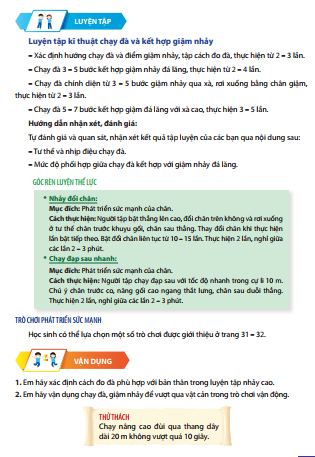 LUYỆN TẬP
Luyện tập kĩ thuật chạy đà và kết hợp giậm nhảy
– Xác định hướng chạy đà và điểm giậm nhảy, tập cách đo đà, thực hiện từ 2 – 3 lần.
– Chạy đà 3 – 5 bước kết hợp giậm nhảy đá lăng, thực hiện từ 2 – 4 lần.
– Chạy đà chính diện từ 3 – 5 bước giậm nhảy qua xà, rơi xuống bằng chân giậm,
thực hiện từ 2 – 3 lần.
– Chạy đà 5 – 7 bước kết hợp giậm đá lăng với xà cao, thực hiện 3 – 5 lần.
Hướng dẫn nhận xét, đánh giá:
Tự đánh giá và quan sát, nhận xét kết quả tập luyện của các bạn qua nội dung sau:
– Tư thế và nhịp điệu chạy đà.
– Mức độ phối hợp giữa chạy đà kết hợp với giậm nhảy đá lăng.
GÓC RÈN LUYỆN THỂ LỰC
* Nhảy đổi chân:
Mục đích: Phát triển sức mạnh của chân.
Cách thực hiện: Người tập bật thẳng lên cao, đổi chân trên không và rơi xuống
ở tư thế chân trước khuỵu gối, chân sau thẳng. Thay đổi chân khi thực hiện
lần bật tiếp theo. Bật đổi chân liên tục từ 10 – 15 lần. Thực hiện 2 lần, nghỉ giữa
các lần 2 – 3 phút.
* Chạy đạp sau nhanh:
Mục đích: Phát triển sức mạnh của chân.
Cách thực hiện: Người tập chạy đạp sau với tốc độ nhanh trong cự li 10 m.
Chú ý chân trước co, nâng gối cao ngang thắt lưng, chân sau duỗi thẳng.
Thực hiện 2 lần, nghỉ giữa các lần 2 – 3 phút.
TRÒ CHƠI PHÁT TRIỂN SỨC MẠNH
Học sinh có thể lựa chọn một số trò chơi được giới thiệu ở trang 31 – 32.
VẬN DỤNG
1. Em hãy xác định cách đo đà phù hợp với bản thân trong luyện tập nhảy cao.
2. Em hãy vận dụng chạy đà, giậm nhảy để vượt qua vật cản trong trò chơi vận động.
THỬ THÁCH
Chạy nâng cao đùi qua thang dây
dài 20 m không vượt quá 10 giây.